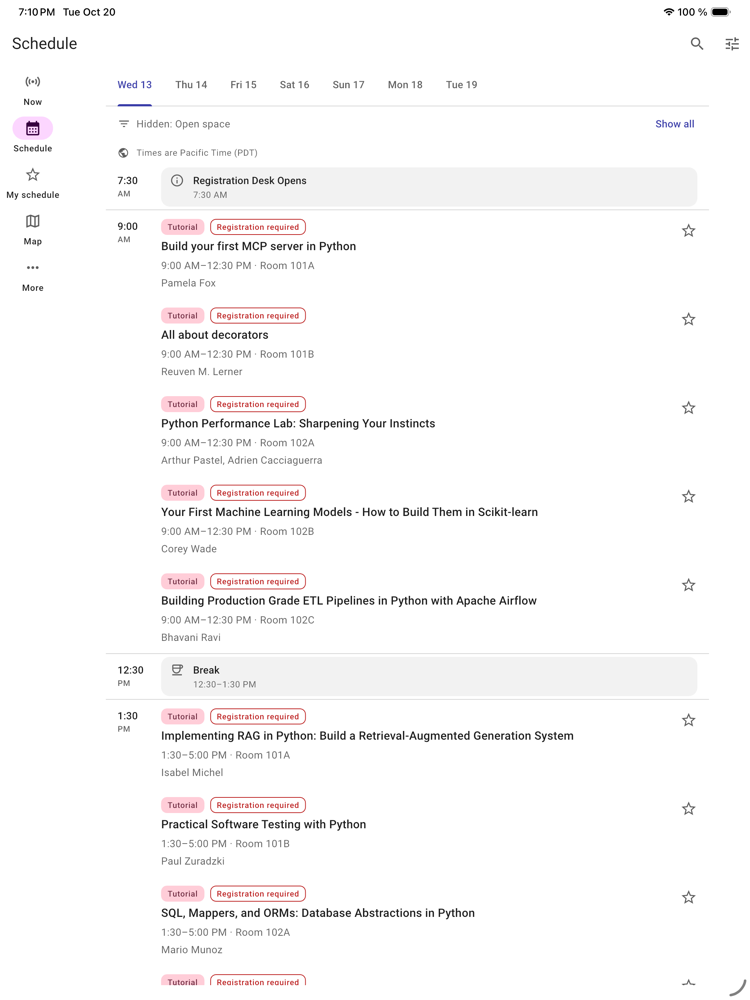 7:10 PM Tue Oct 20
100 %
Schedule
Now
Schedule
My schedule
Map
More
Wed 13 Thu 14 Fri 15 Sat 16 Sun 17 Mon 18 Tue 19
Hidden: Open space Show all
Times are Pacific Time (PDT)
7:30 AM
Registration Desk Opens
7:30 AM
9:00 AM
Tutorial Registration required
Build your first MCP server in Python
9:00 AM–12:30 PM · Room 101A
Pamela Fox
Tutorial Registration required
All about decorators
9:00 AM–12:30 PM · Room 101B
Reuven M. Lerner
Tutorial Registration required
Python Performance Lab: Sharpening Your Instincts
9:00 AM–12:30 PM · Room 102A
Arthur Pastel, Adrien Cacciaguerra
Tutorial Registration required
Your First Machine Learning Models - How to Build Them in Scikit-learn
9:00 AM–12:30 PM · Room 102B
Corey Wade
Tutorial Registration required
Building Production Grade ETL Pipelines in Python with Apache Airflow
9:00 AM–12:30 PM · Room 102C
Bhavani Ravi
12:30 PM
Break
12:30–1:30 PM
1:30 PM
Tutorial Registration required
Implementing RAG in Python: Build a Retrieval-Augmented Generation System
1:30–5:00 PM · Room 101A
Isabel Michel
Tutorial Registration required
Practical Software Testing with Python
1:30–5:00 PM · Room 101B
Paul Zuradzki
Tutorial Registration required
SQL, Mappers, and ORMs: Database Abstractions in Python
1:30–5:00 PM · Room 102A
Mario Munoz
Tutorial Registration required